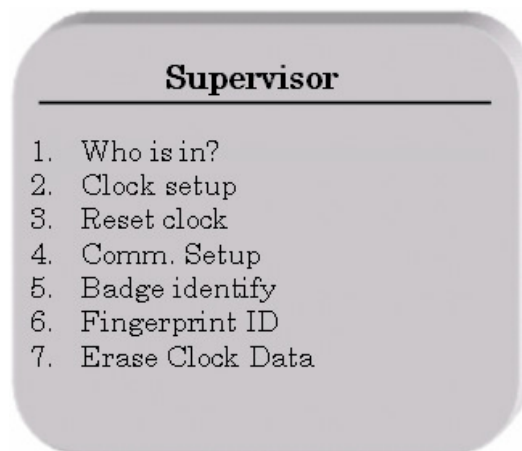 Supervisor
1. Who is in?
2. Clock setup
3. Reset clock
4. Comm. Setup
5. Badge identify
6. Fingerprint ID
7. Erase Clock Data